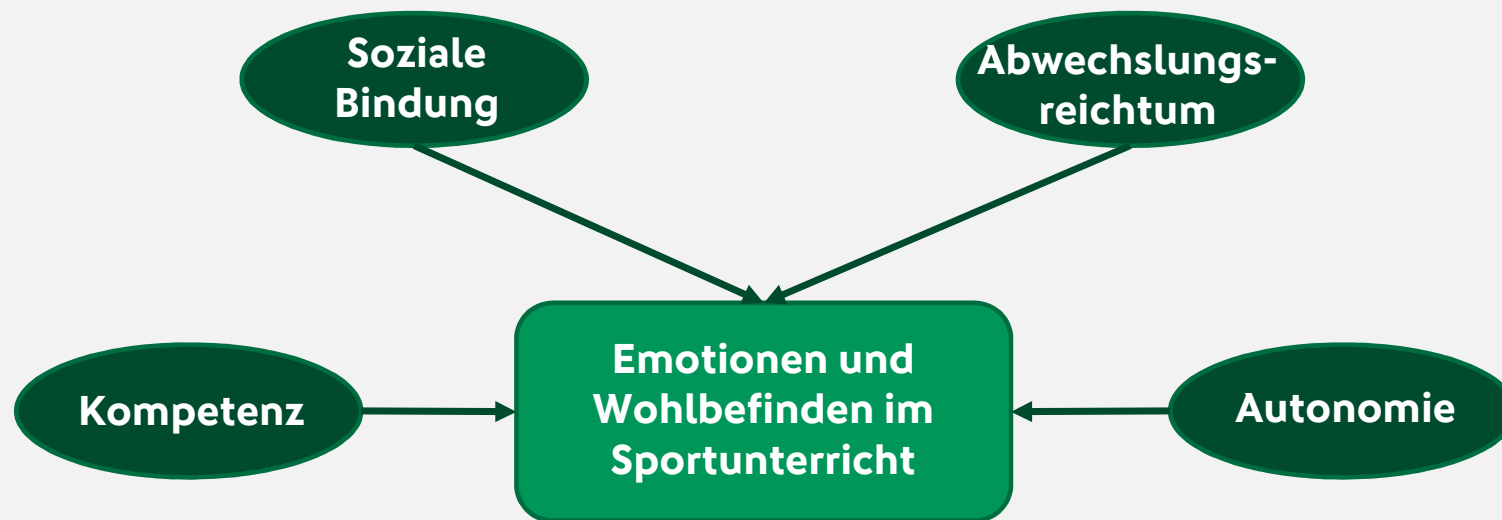 Soziale
Bindung
Abwechslungs-
reichtum
Kompetenz
Emotionen und
Wohlbefinden im
Sportunterricht
Autonomie